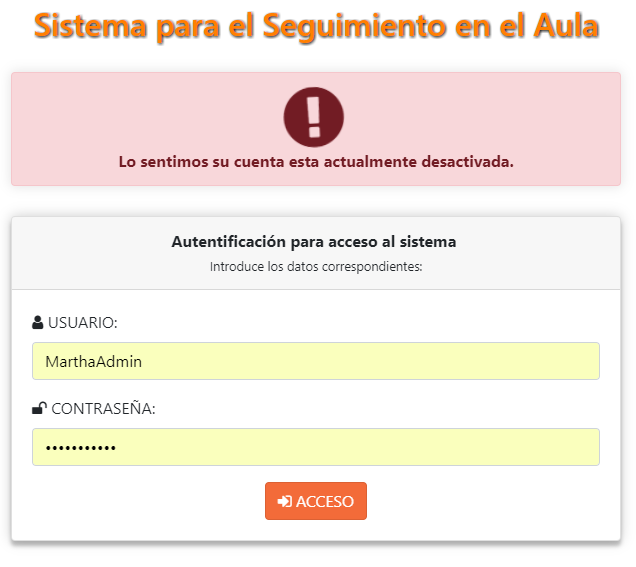 Sistema para el Seguimiento en el Aula
Lo sentimos su cuenta esta actualmente desactivada.
Autentificación para acceso al sistema
Introduce los datos correspondientes:
USUARIO:
MarthaAdmin
CONTRASEÑA:
•••••••••••
ACCESO